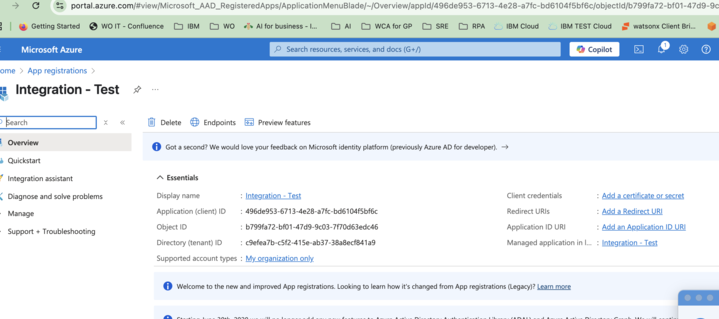 portal.azure.com/#view/Microsoft_AAD_RegisteredApps/ApplicationMenuBlade/~/Overview/appId/496de953-6713-4e28-a7fc-bd6104f5bf6c/objectId/b799fa72-bf01-47d9-9c
Getting Started WO IT - Confluence IBM WO AI for business - I... AI WCA for GP SRE RPA IBM Cloud IBM TEST Cloud watsonx Client Bri...
Microsoft Azure
Search resources, services, and docs (G+/)
Copilot
1
ome > App registrations >
Integration - Test
...
Search
Delete Endpoints Preview features
Overview
Quickstart
Integration assistant
Diagnose and solve problems
Manage
Support + Troubleshooting
Got a second? We would love your feedback on Microsoft identity platform (previously Azure AD for developer). →
Essentials
Display name : Integration - Test
Application (client) ID : 496de953-6713-4e28-a7fc-bd6104f5bf6c
Object ID : b799fa72-bf01-47d9-9c03-7f70d63edc46
Directory (tenant) ID : c9efea7b-c5f2-415e-ab37-38a8ecf841a9
Supported account types : My organization only
Client credentials : Add a certificate or secret
Redirect URIs : Add a Redirect URI
Application ID URI : Add an Application ID URI
Managed application in l... : Integration - Test
Welcome to the new and improved App registrations. Looking to learn how it's changed from App registrations (Legacy)? Learn more